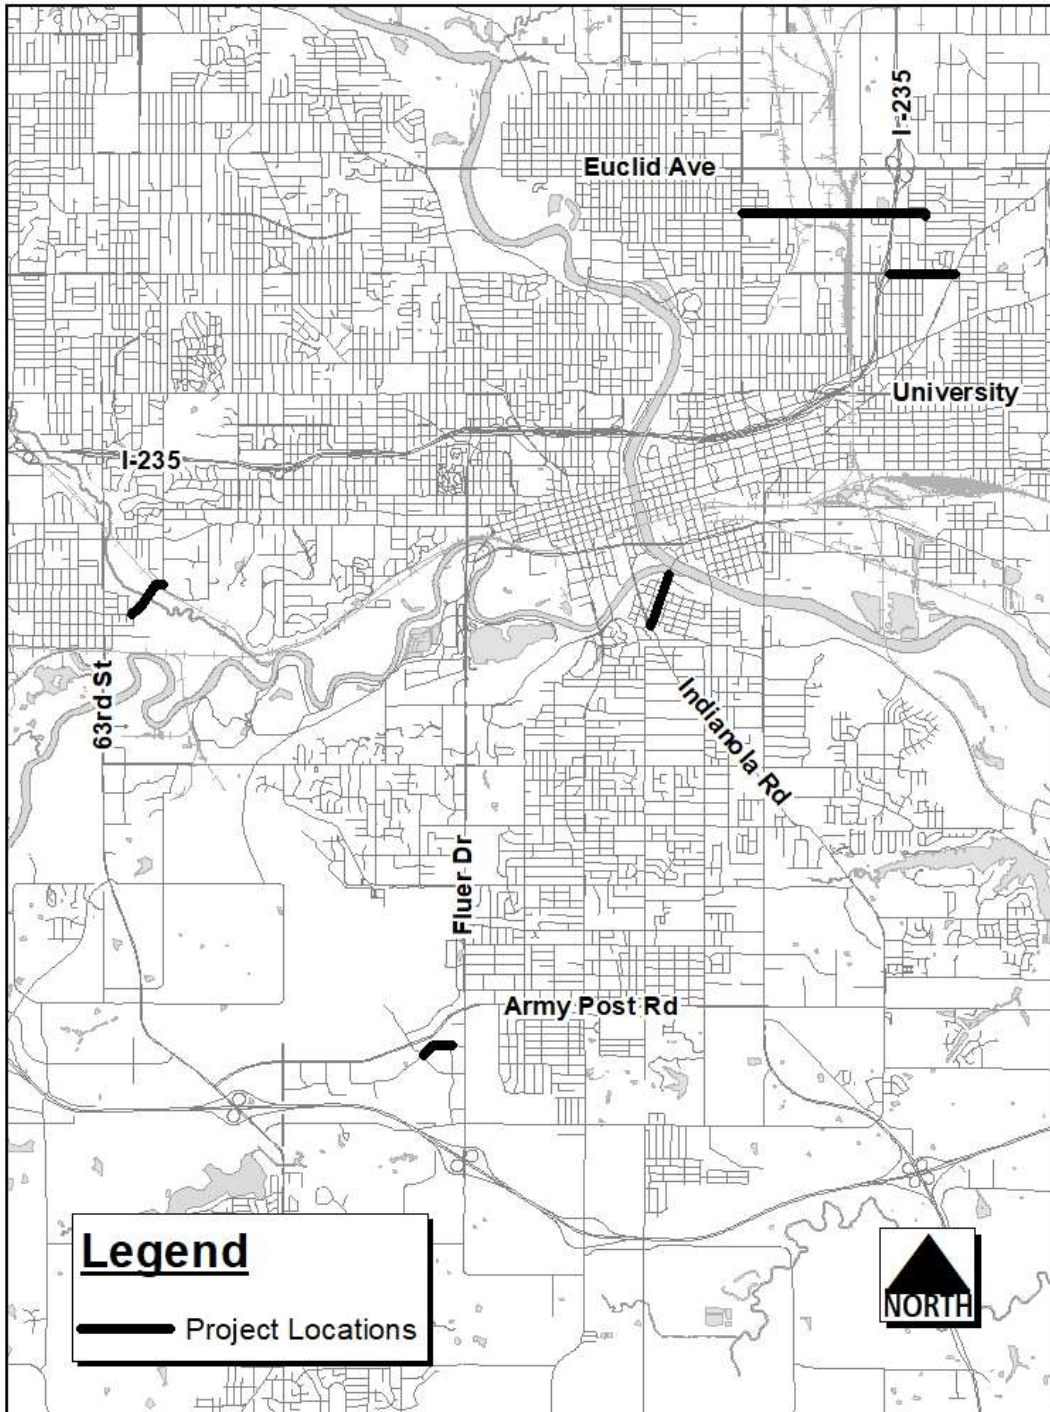 I-235
Euclid Ave
University
I-235
63rd St
Indianola Rd
Fluer Dr
Army Post Rd
Legend
Project Locations
NORTH